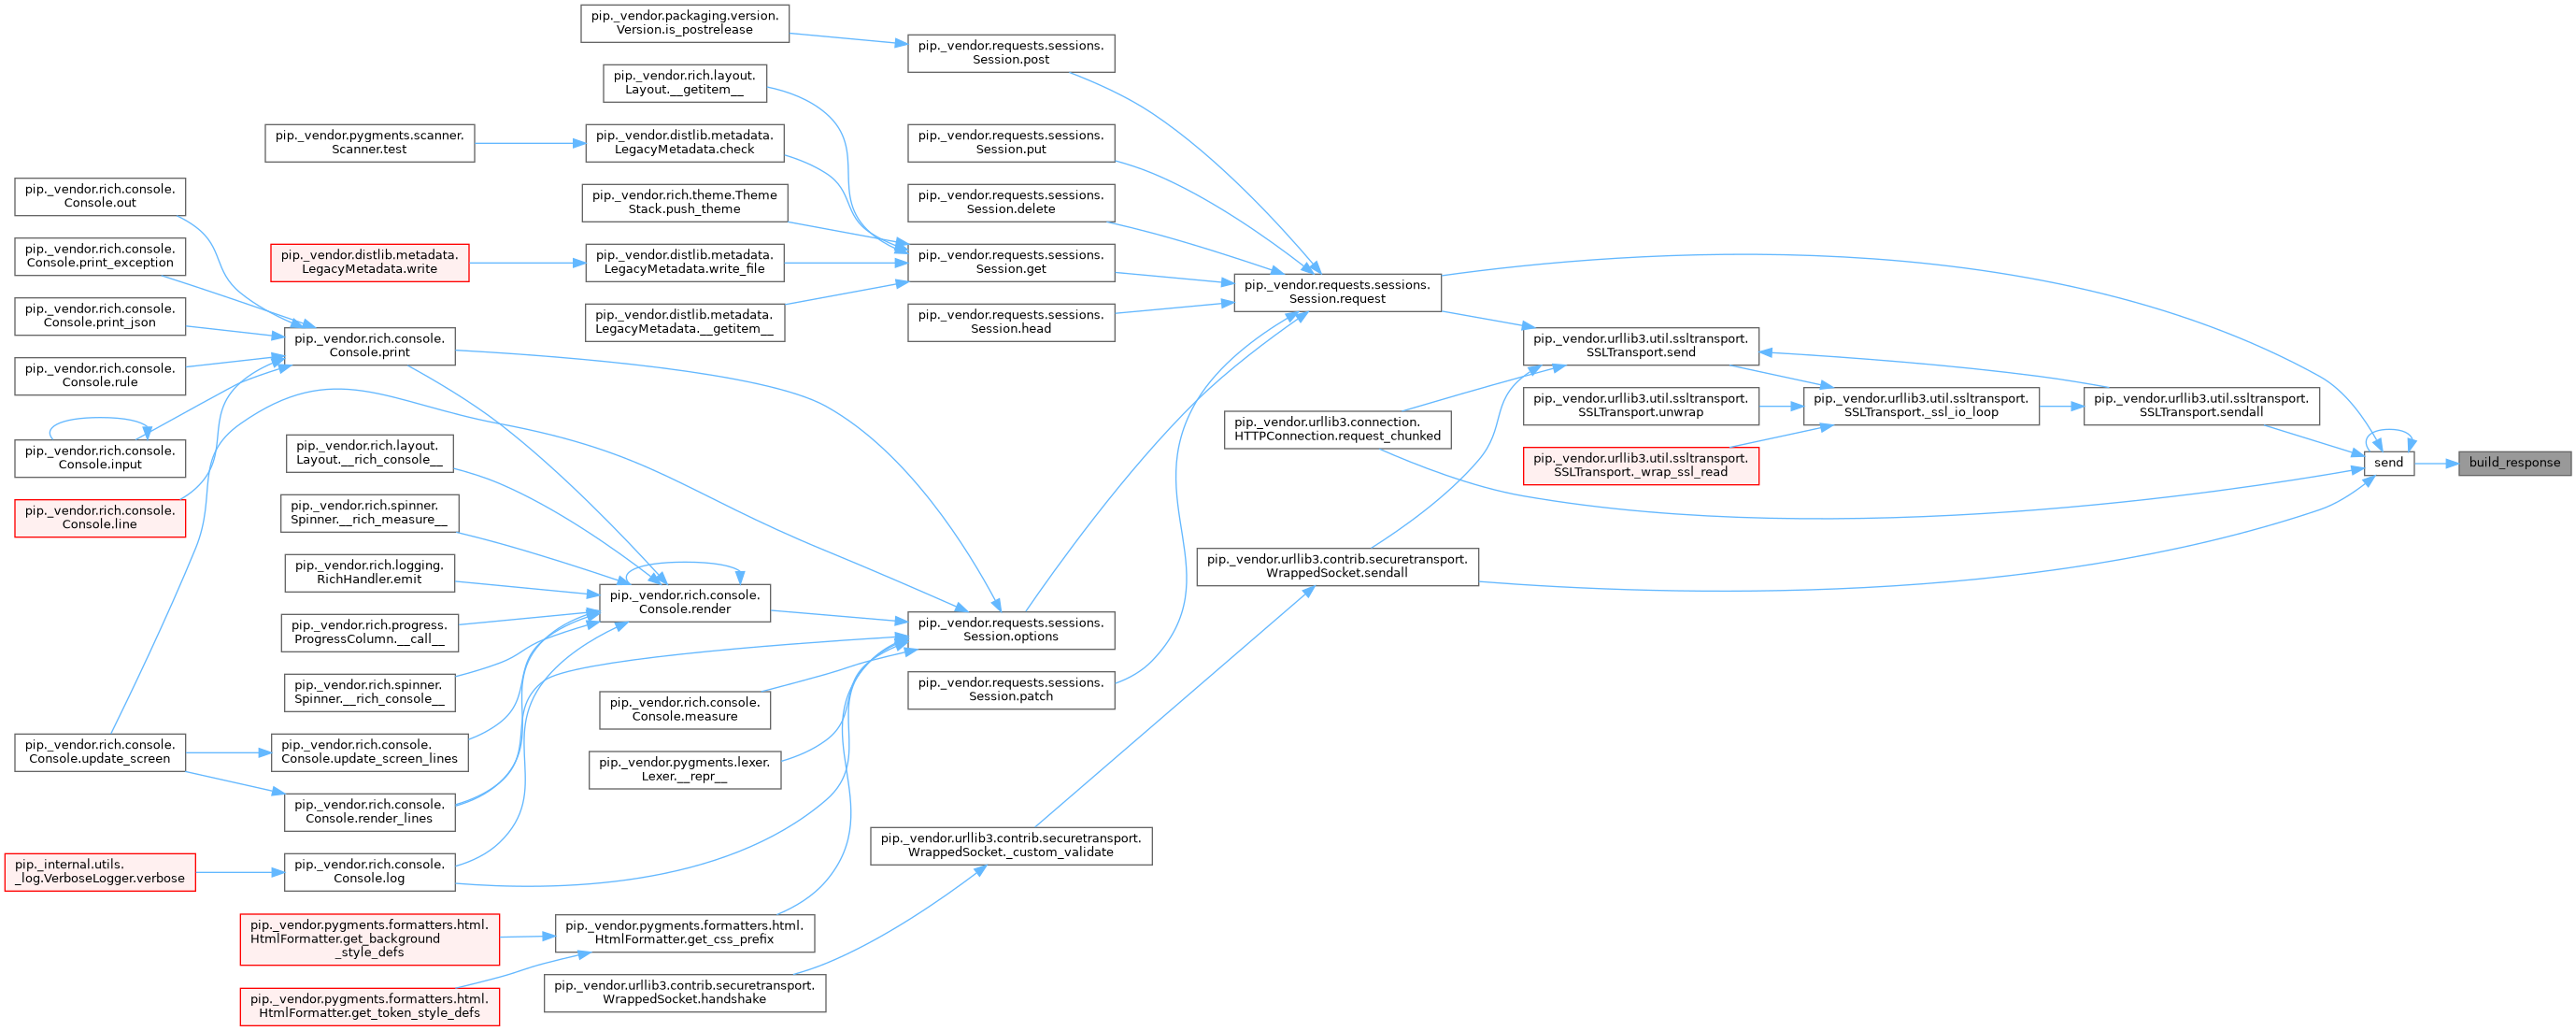 pip._vendor.packaging.version.
Version.is_postrelease
pip._vendor.requests.sessions.
Session.post
pip._vendor.rich.layout.
Layout.__getitem__
pip._vendor.pygments.scanner.
Scanner.test
pip._vendor.distlib.metadata.
LegacyMetadata.check
pip._vendor.requests.sessions.
Session.put
pip._vendor.rich.console.
Console.out
pip._vendor.rich.theme.Theme
Stack.push_theme
pip._vendor.requests.sessions.
Session.delete
pip._vendor.rich.console.
Console.print_exception
pip._vendor.distlib.metadata.
LegacyMetadata.write
pip._vendor.distlib.metadata.
LegacyMetadata.write_file
pip._vendor.requests.sessions.
Session.get
pip._vendor.requests.sessions.
Session.request
pip._vendor.rich.console.
Console.print_json
pip._vendor.distlib.metadata.
LegacyMetadata.__getitem__
pip._vendor.requests.sessions.
Session.head
pip._vendor.rich.console.
Console.print
pip._vendor.urllib3.util.ssltransport.
SSLTransport.send
pip._vendor.rich.console.
Console.rule
pip._vendor.urllib3.util.ssltransport.
SSLTransport.unwrap
pip._vendor.urllib3.util.ssltransport.
SSLTransport._ssl_io_loop
pip._vendor.urllib3.util.ssltransport.
SSLTransport.sendall
pip._vendor.urllib3.connection.
HTTPConnection.request_chunked
pip._vendor.rich.console.
Console.input
pip._vendor.rich.layout.
Layout.__rich_console__
pip._vendor.urllib3.util.ssltransport.
SSLTransport._wrap_ssl_read
send
build_response
pip._vendor.rich.console.
Console.line
pip._vendor.rich.spinner.
Spinner.__rich_measure__
pip._vendor.rich.logging.
RichHandler.emit
pip._vendor.urllib3.contrib.securetransport.
WrappedSocket.sendall
pip._vendor.rich.console.
Console.render
pip._vendor.rich.progress.
ProgressColumn.__call__
pip._vendor.requests.sessions.
Session.options
pip._vendor.rich.spinner.
Spinner.__rich_console__
pip._vendor.rich.console.
Console.measure
pip._vendor.requests.sessions.
Session.patch
pip._vendor.rich.console.
Console.update_screen
pip._vendor.rich.console.
Console.update_screen_lines
pip._vendor.pygments.lexer.
Lexer.__repr__
pip._vendor.rich.console.
Console.render_lines
pip._vendor.urllib3.contrib.securetransport.
WrappedSocket._custom_validate
pip._internal.utils.
_log.VerboseLogger.verbose
pip._vendor.rich.console.
Console.log
pip._vendor.pygments.formatters.html.
HtmlFormatter.get_background
_style_defs
pip._vendor.pygments.formatters.html.
HtmlFormatter.get_css_prefix
pip._vendor.pygments.formatters.html.
HtmlFormatter.get_token_style_defs
pip._vendor.urllib3.contrib.securetransport.
WrappedSocket.handshake